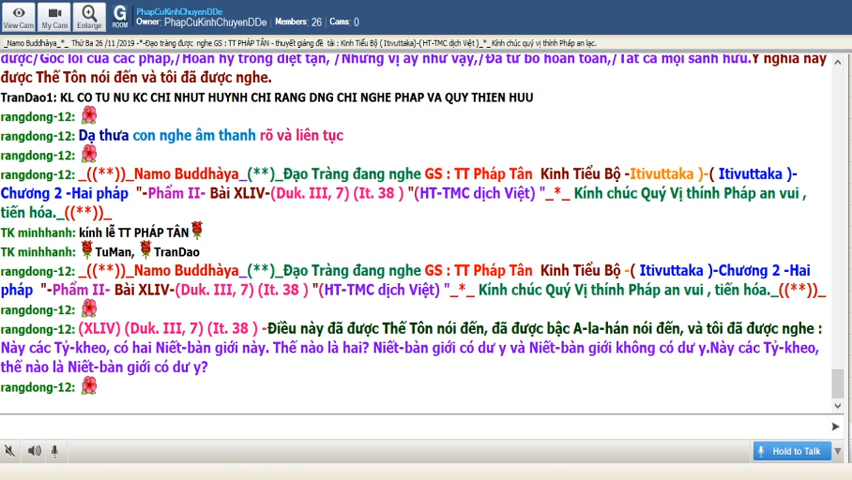 View Cam
My Cam
Enlarge
G
ROOM
PhapCuKinhChuyenDDe
Owner: PhapCuKinhChuyenDDe | Members: 26 | Cams: 0
_Namo Buddhàya_*_ Thứ Ba 26 /11 /2019 -*-Đạo tràng được nghe GS : TT PHÁP TÂN - thuyết giảng đề tài : Kinh Tiểu Bộ ( Itivuttaka)-(HT-TMC dịch Việt )_*_Kính chúc quý vị thính Pháp an lạc.
được/Góc lõi của các pháp,/Hoan hỷ trong diệt tận, /Những vị ấy như vậy,/Đã từ bỏ hoàn toàn,/Tất cả mọi sanh hữu.Ý nghĩa này
được Thế Tôn nói đến và tôi đã được nghe.
TranDao1: KL CO TU NU KC CHI NHUT HUYNH CHI RANG DNG CHI NGHE PHAP VA QUY THIEN HUU
rangdong-12:
rangdong-12: Dạ thưa con nghe âm thanh rõ và liên tục
rangdong-12:
rangdong-12: _((**))_Namo Buddhàya_(**)_Đạo Tràng đang nghe GS : TT Pháp Tân Kinh Tiểu Bộ -Itivuttaka )-( Itivuttaka )-
Chương 2 -Hai pháp "-Phẩm II- Bài XLIV-(Duk. III, 7) (It. 38 ) "(HT-TMC dịch Việt) "_*_ Kính chúc Quý Vị thính Pháp an vui ,
tiến hóa._((**))_
TK minhhanh: kính lễ TT PHÁP TÂN
TK minhhanh: TuMan, TranDao
rangdong-12: _((**))_Namo Buddhàya_(**)_Đạo Tràng đang nghe GS : TT Pháp Tân Kinh Tiểu Bộ -( Itivuttaka )-Chương 2 -Hai
pháp "-Phẩm II- Bài XLIV-(Duk. III, 7) (It. 38 ) "(HT-TMC dịch Việt) "_*_ Kính chúc Quý Vị thính Pháp an vui , tiến hóa._((**))_
rangdong-12:
rangdong-12: (XLIV) (Duk. III, 7) (It. 38 ) -Điều này đã được Thế Tôn nói đến, đã được bậc A-la-hán nói đến, và tôi đã được nghe :
Này các Tỷ-kheo, có hai Niết-bàn giới này. Thế nào là hai? Niết-bàn giới có dư y và Niết-bàn giới không có dư y.Này các Tỷ-kheo,
thế nào là Niết-bàn giới có dư y?
rangdong-12:
Hold to Talk